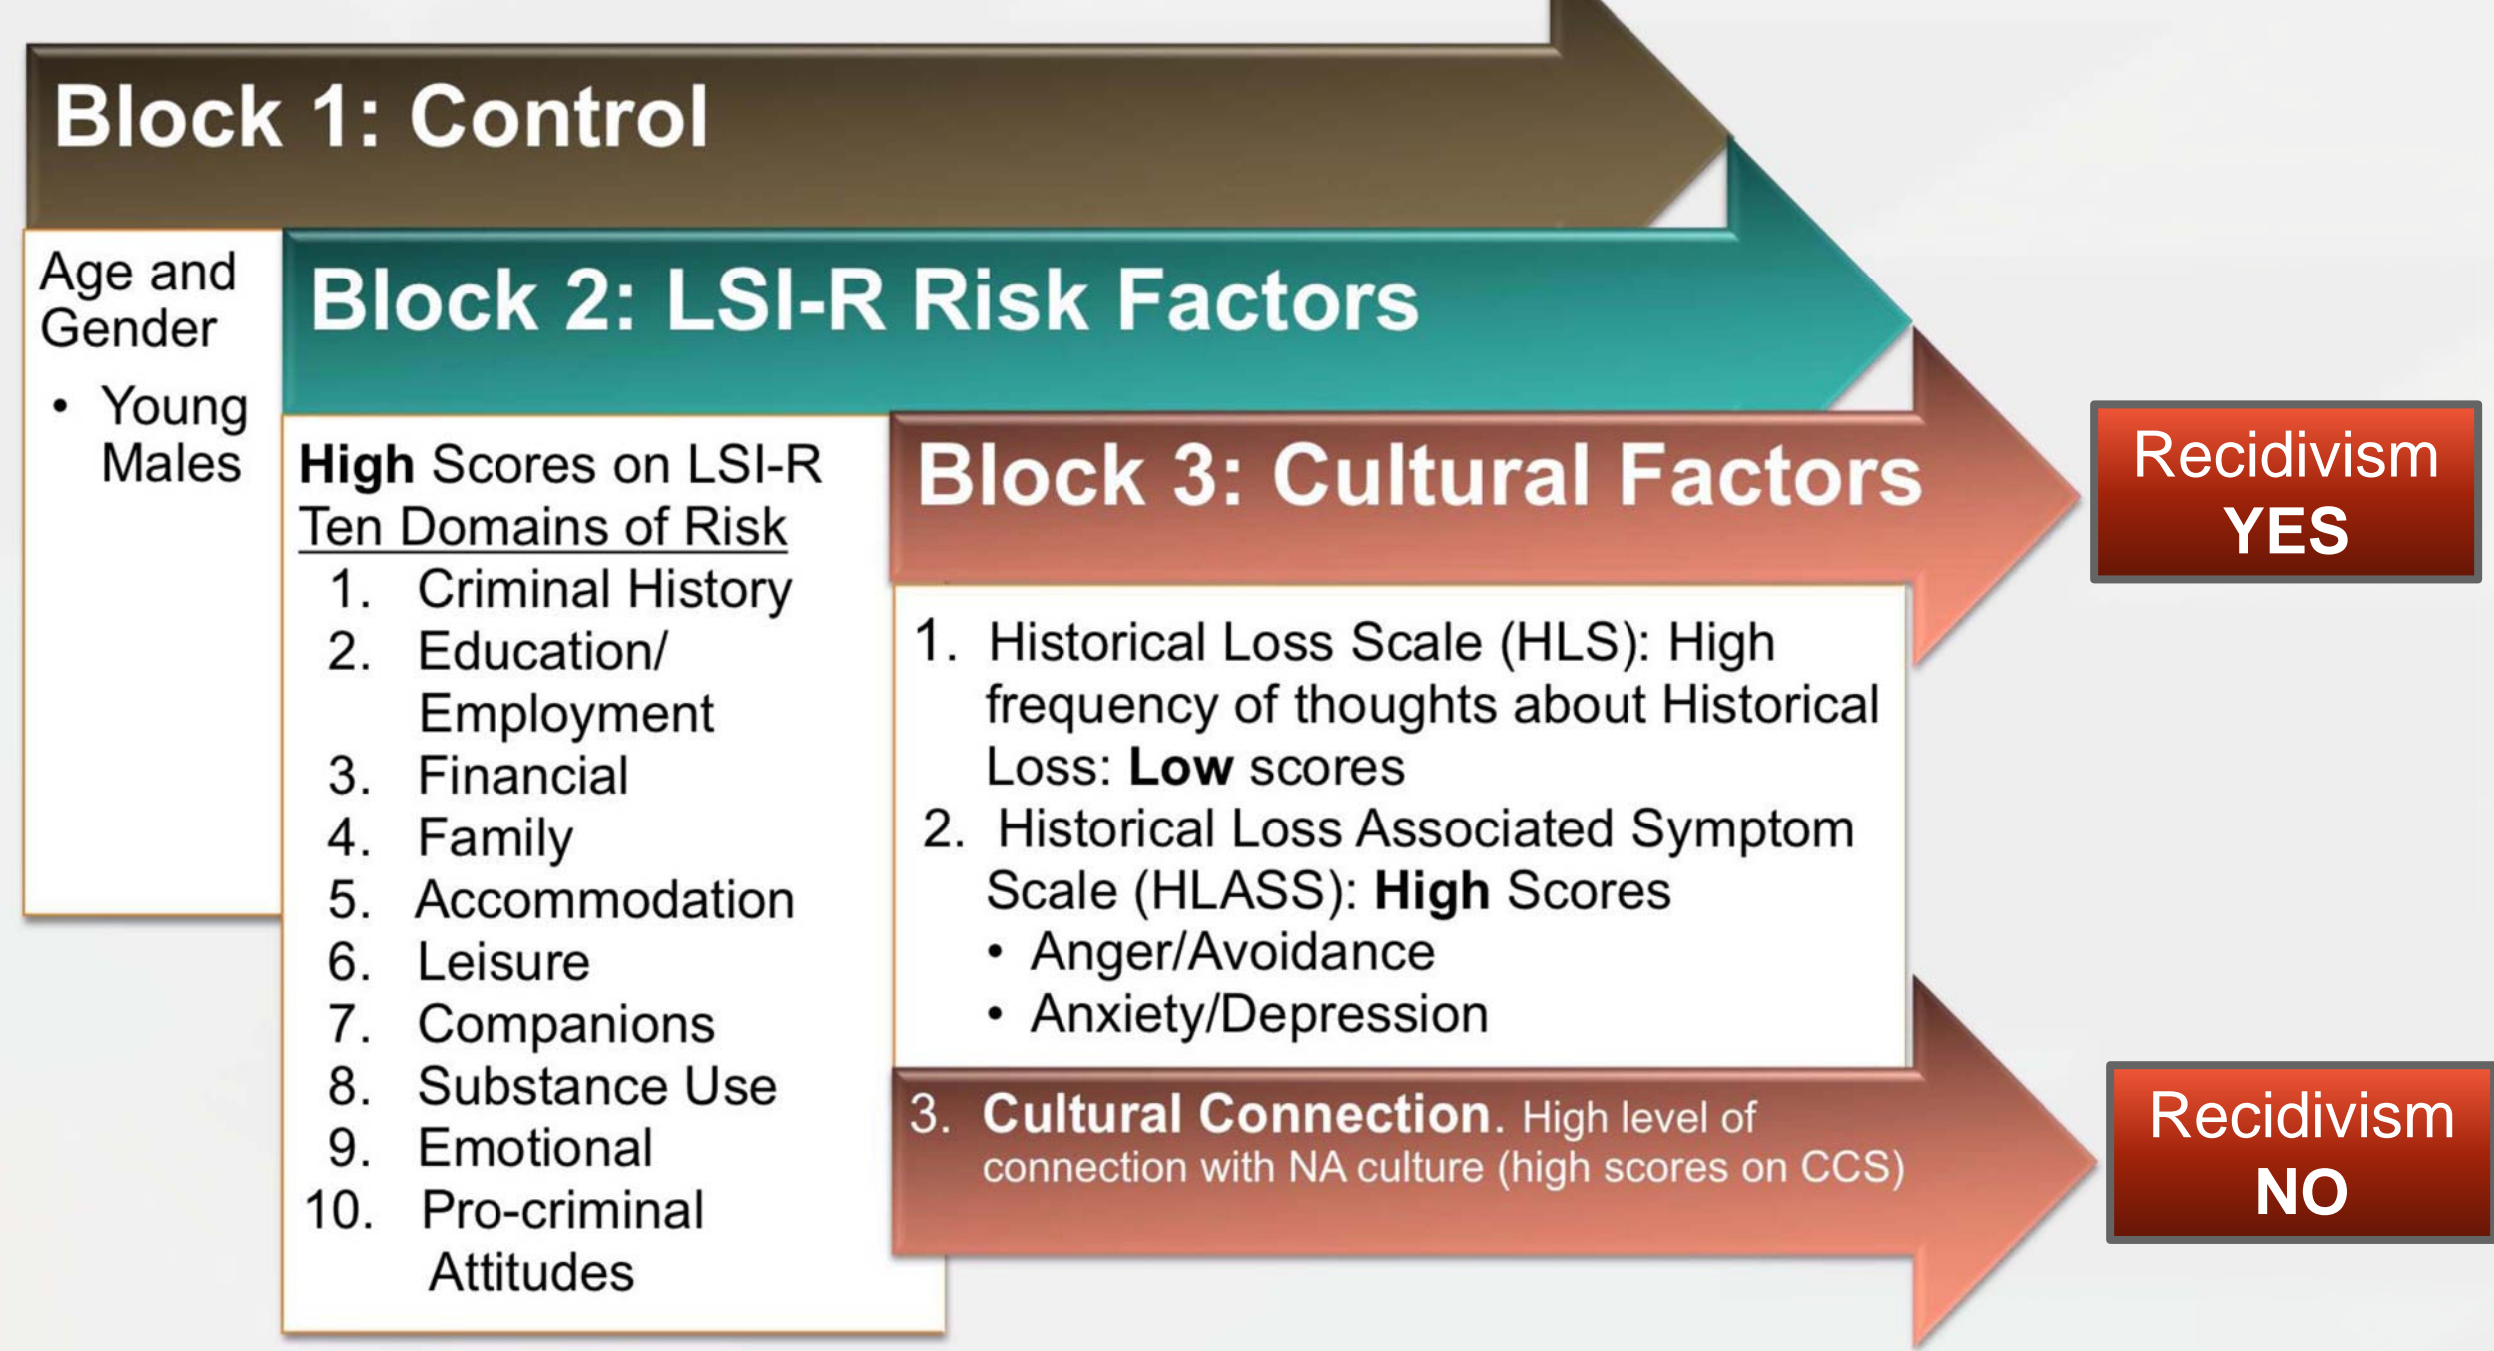 Block 1: Control
Age and
Gender
• Young
Males
Block 2: LSI-R Risk Factors
High Scores on LSI-R
Ten Domains of Risk
1. Criminal History
2. Education/
Employment
3. Financial
4. Family
5. Accommodation
6. Leisure
7. Companions
8. Substance Use
9. Emotional
10. Pro-criminal
Attitudes
Block 3: Cultural Factors
1. Historical Loss Scale (HLS): High
frequency of thoughts about Historical
Loss: Low scores
2. Historical Loss Associated Symptom
Scale (HLASS): High Scores
• Anger/Avoidance
• Anxiety/Depression
3. Cultural Connection. High level of
connection with NA culture (high scores on CCS)
Recidivism
YES
Recidivism
NO